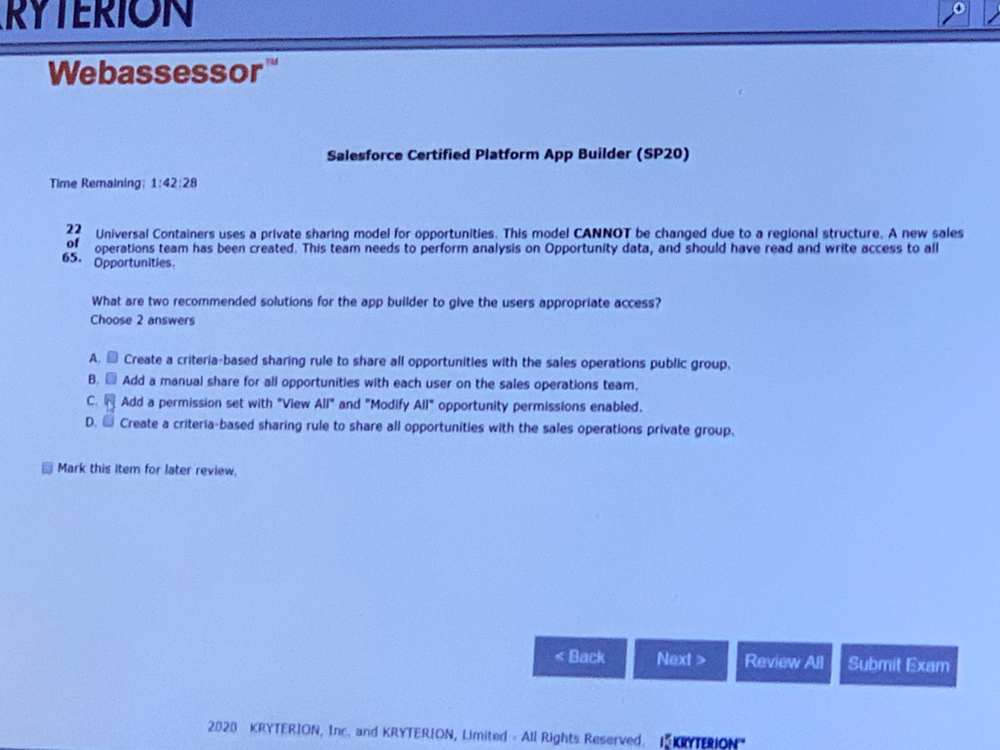 KRYTERION
Webassessor™
Salesforce Certified Platform App Builder (SP20)
Time Remaining: 1:42:28
22 of 65.
Universal Containers uses a private sharing model for opportunities. This model CANNOT be changed due to a regional structure. A new sales
operations team has been created. This team needs to perform analysis on Opportunity data, and should have read and write access to all
Opportunities.
What are two recommended solutions for the app builder to give the users appropriate access?
Choose 2 answers
A. Create a criteria-based sharing rule to share all opportunities with the sales operations public group.
B. Add a manual share for all opportunities with each user on the sales operations team.
C. Add a permission set with "View All" and "Modify All" opportunity permissions enabled.
D. Create a criteria-based sharing rule to share all opportunities with the sales operations private group.
Mark this item for later review.
< Back
Next >
Review All
Submit Exam
2020 KRYTERION, Inc. and KRYTERION, Limited - All Rights Reserved. KRYTERION™